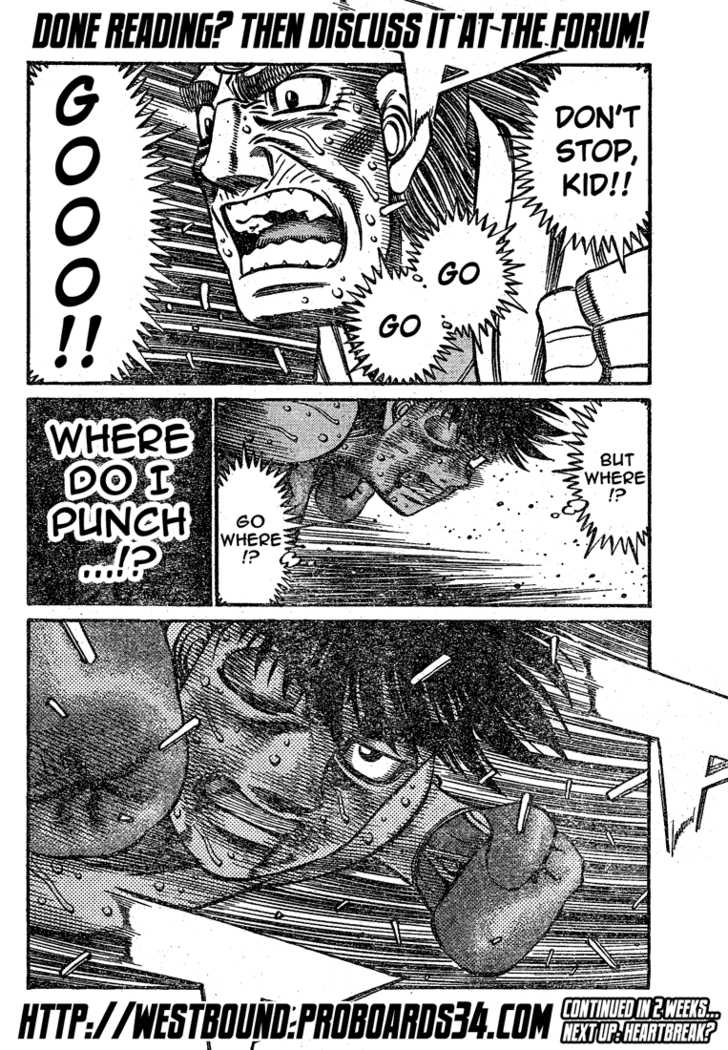 DONE READING? THEN DISCUSS IT AT THE FORUM!
DON'T
STOP,
KID!!
GO
GO
G
O
O
O
!!
BUT
WHERE
!?
GO
WHERE
!?
WHERE
DO I
PUNCH
...!?
HTTP://WESTBOUND.PROBOARDS34.COM
CONTINUED IN 2 WEEKS...
NEXT UP: HEARTBREAK?